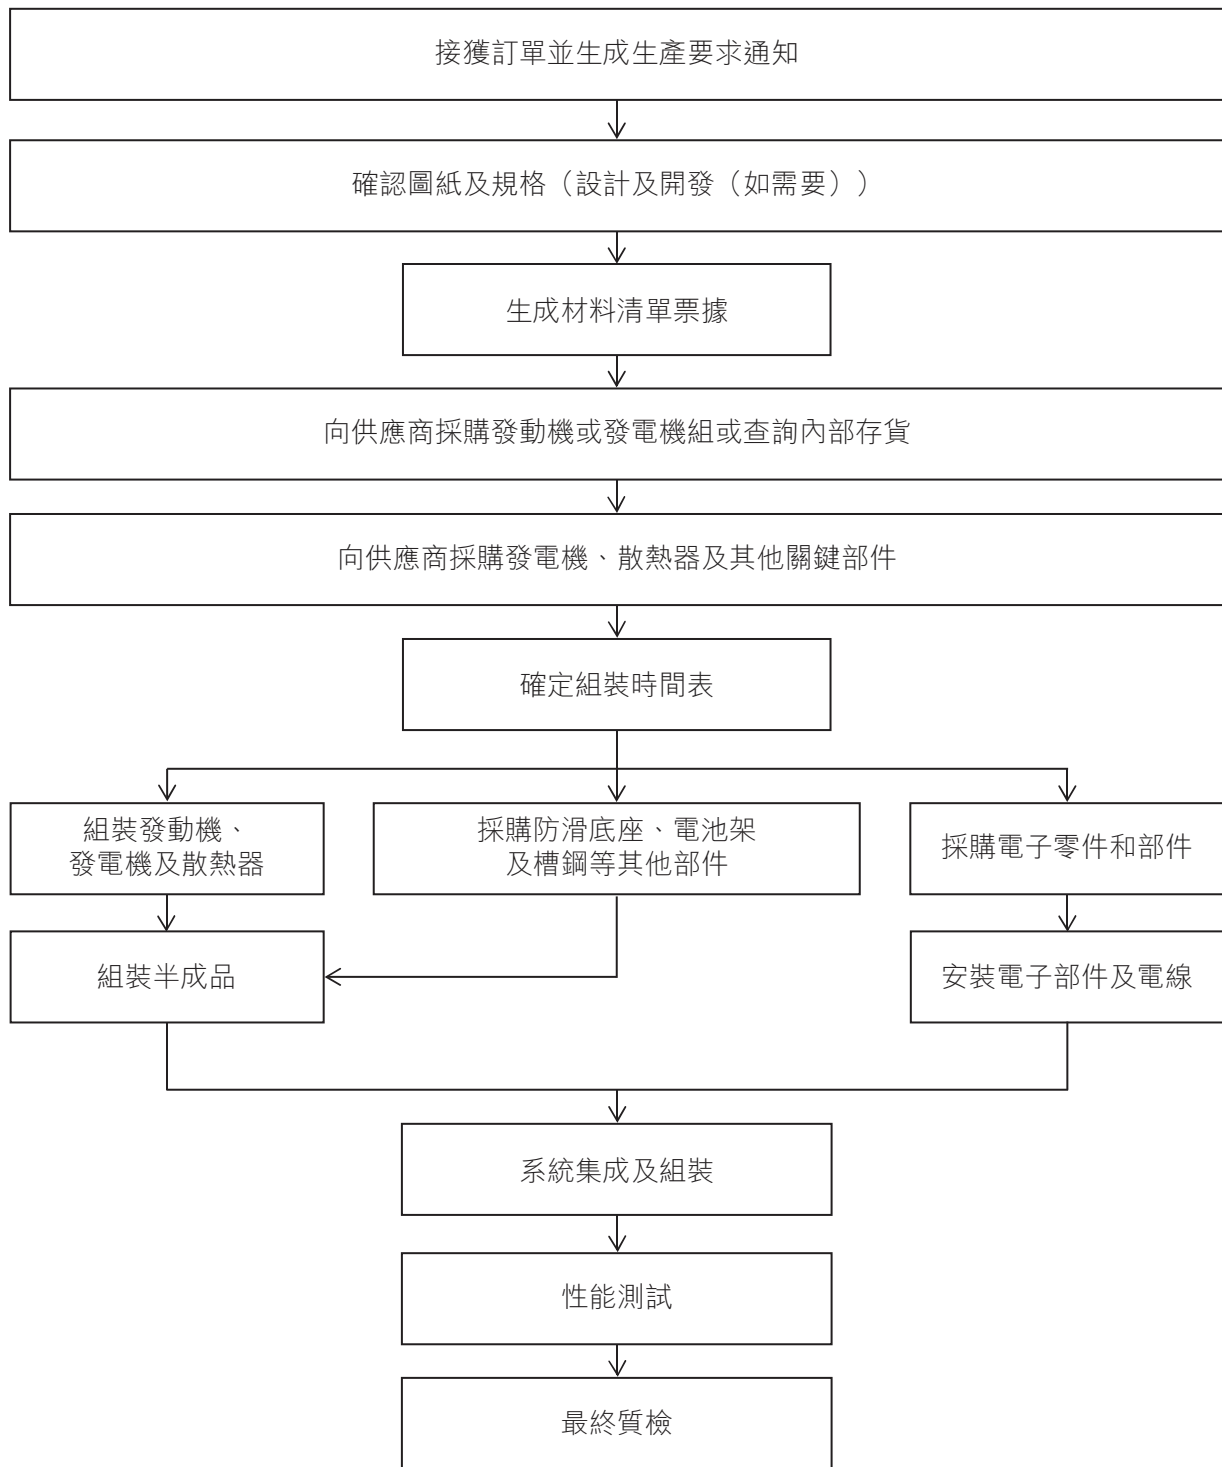 接獲訂單並生成生產要求通知
確認圖紙及規格（設計及開發（如需要））
生成材料清單票據
向供應商採購發動機或發電機組或查詢內部存貨
向供應商採購發電機、散熱器及其他關鍵部件
確定組裝時間表
組裝發動機、
發電機及散熱器
採購防滑底座、電池架
及槽鋼等其他部件
採購電子零件和部件
組裝半成品
安裝電子部件及電線
系統集成及組裝
性能測試
最終質檢